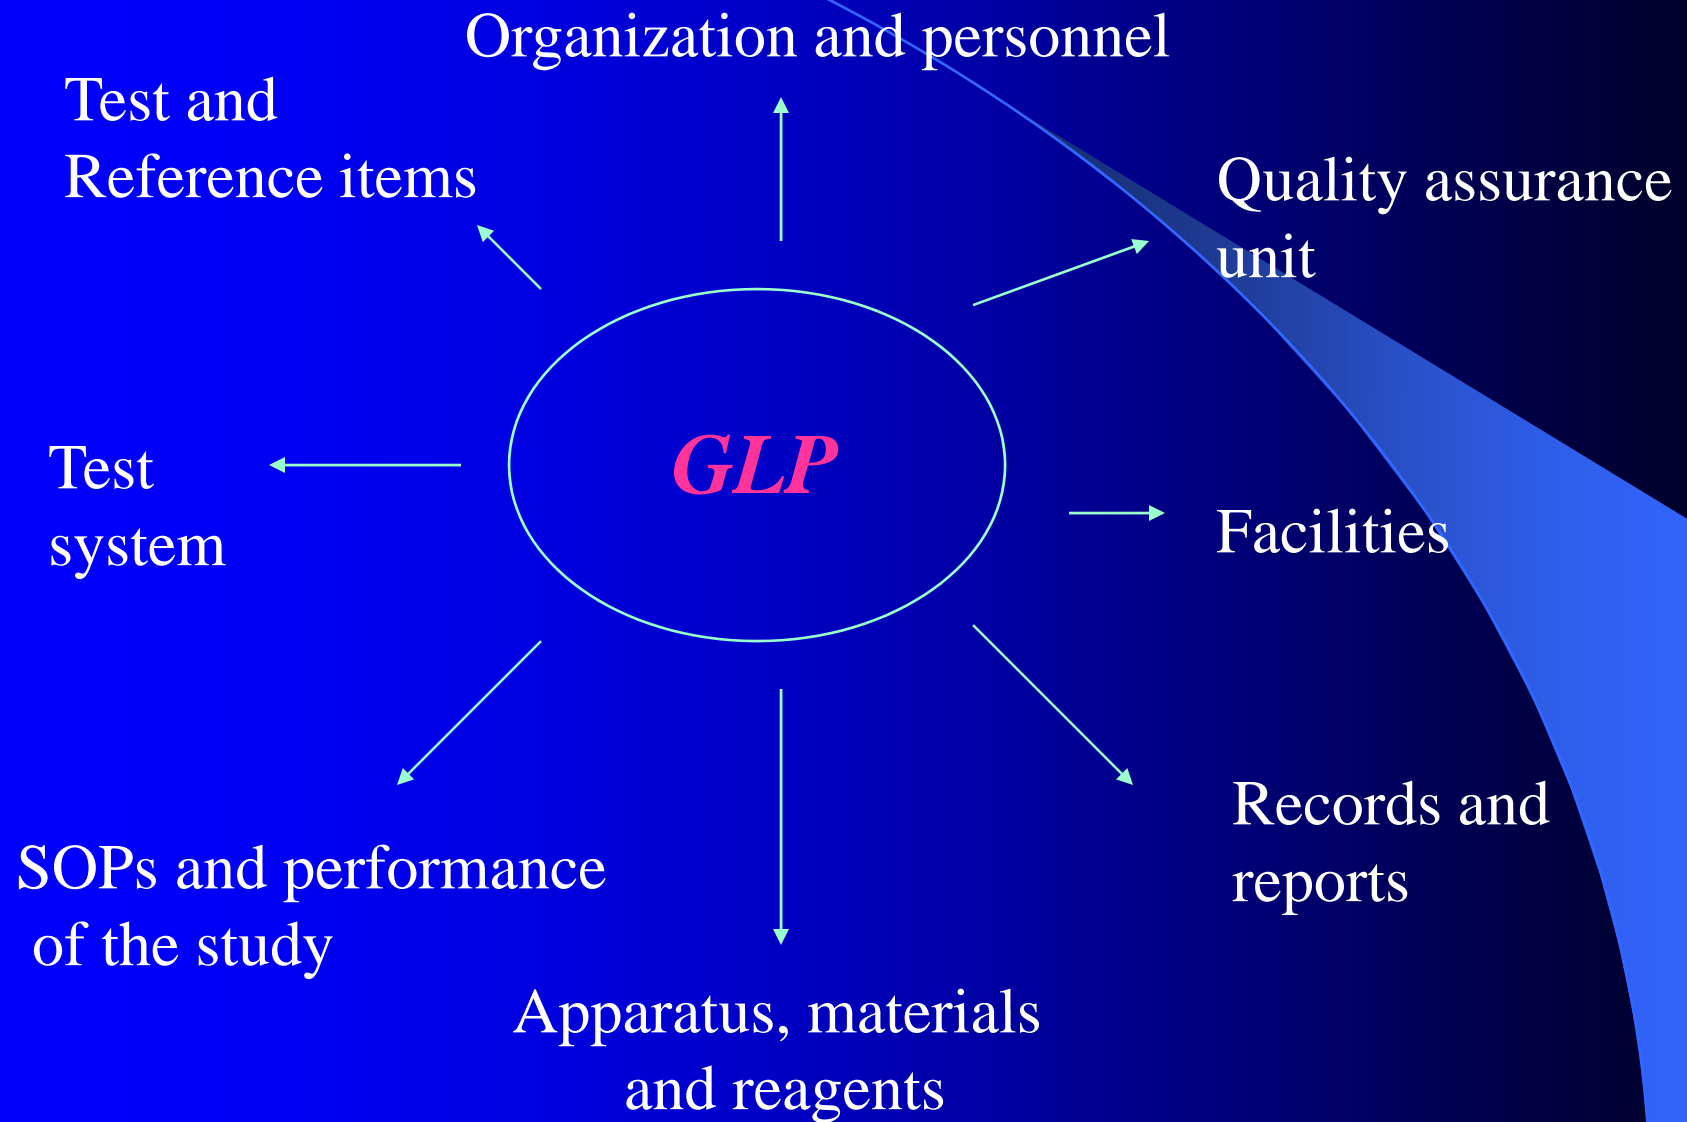 Organization and personnel
Test and
Reference items
Quality assurance
unit
GLP
Test
system
Facilities
Records and
reports
SOPs and performance
of the study
Apparatus, materials
and reagents